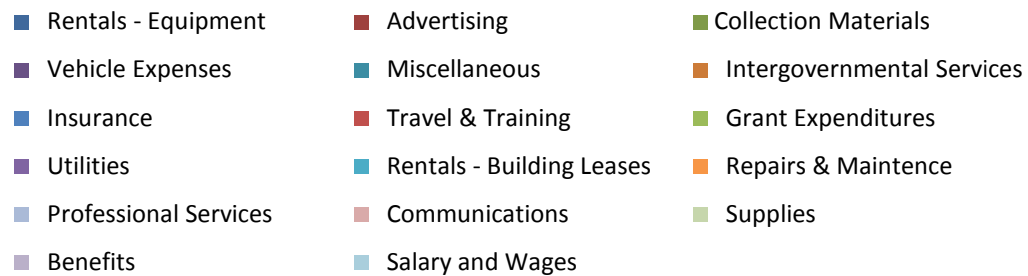 Rentals - Equipment Advertising Collection Materials
Vehicle Expenses Miscellaneous Intergovernmental Services
Insurance Travel & Training Grant Expenditures
Utilities Rentals - Building Leases Repairs & Maintence
Professional Services Communications Supplies
Benefits Salary and Wages